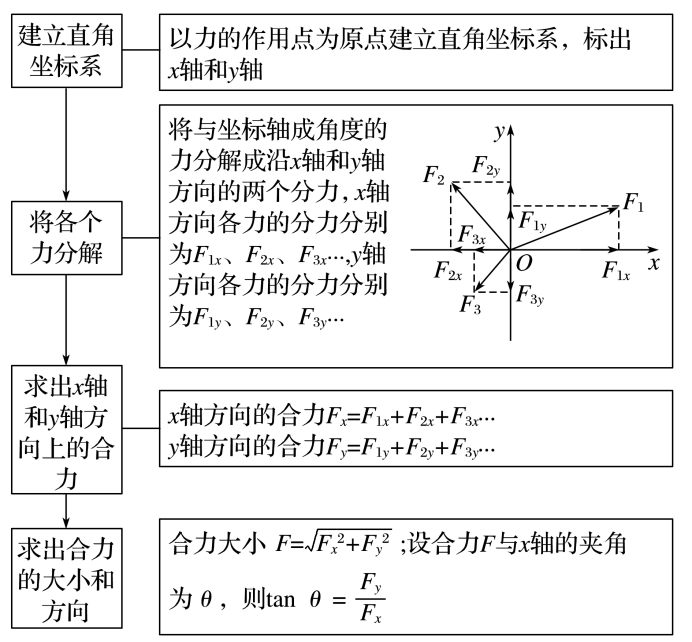 建立直角
坐标系
以力的作用点为原点建立直角坐标系，标出
x轴和y轴
将各个
力分解
将与坐标轴成角度的
力分解成沿x轴和y轴
方向的两个分力，x轴
方向各力的分力分别
为F1x、F2x、F3x…,y轴
方向各力的分力分别
为F1y、F2y、F3y…
y
F2
F2y
F1
F1y
F3x
F2x
O
F1x
x
F3
F3y
求出x轴
和y轴方
向上的合
力
x轴方向的合力Fx=F1x+F2x+F3x…
y轴方向的合力Fy=F1y+F2y+F3y…
求出合力
的大小和
方向
合力大小 F=√Fx²+Fy² ;设合力F与x轴的夹角
为 θ ，则tan θ = Fy/Fx